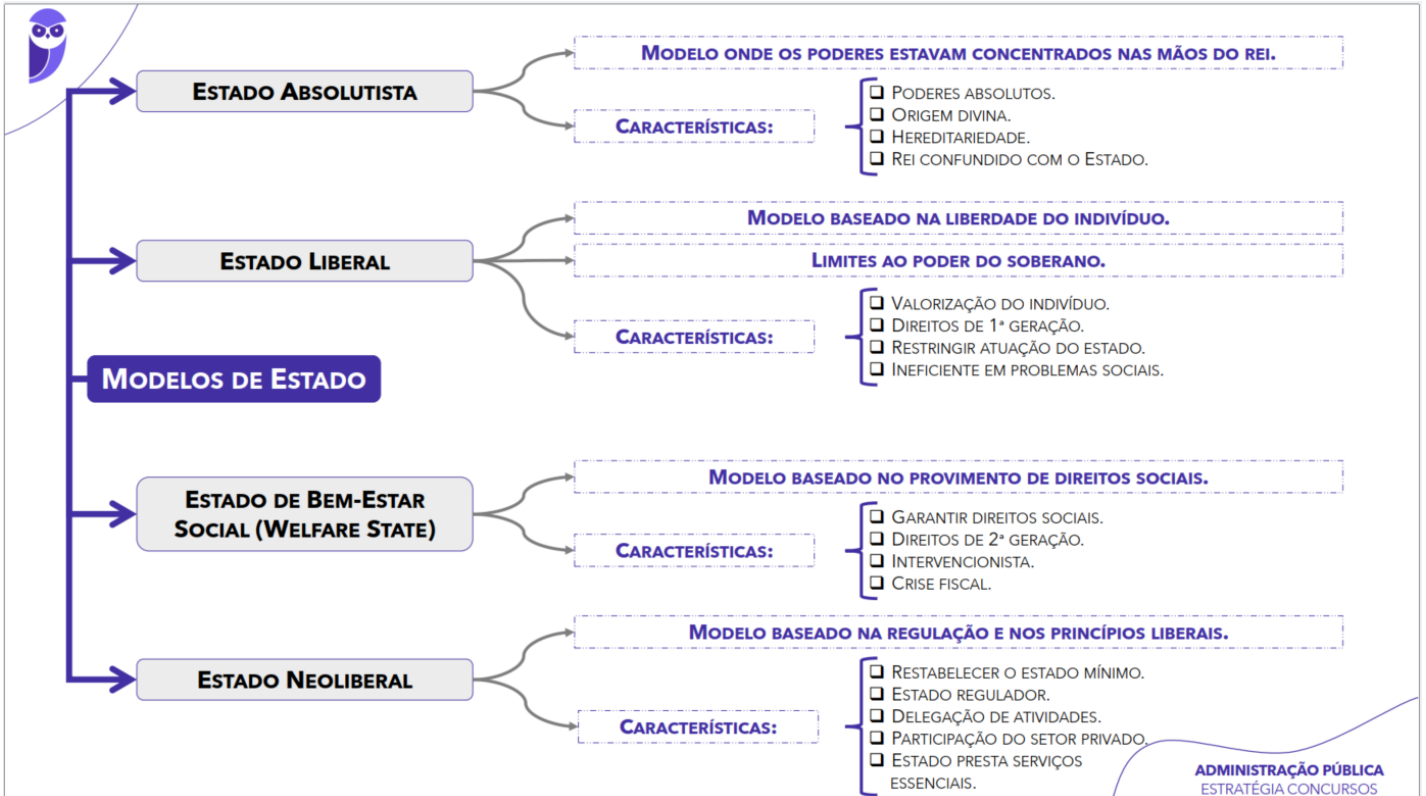 Estado Absolutista
Modelo onde os poderes estavam concentrados nas mãos do rei.
Características:
❑ Poderes absolutos.
❑ Origem divina.
❑ Hereditariedade.
❑ Rei confundido com o Estado.
Estado Liberal
Modelo baseado na liberdade do indivíduo.
Limites ao poder do soberano.
Características:
❑ Valorização do indivíduo.
❑ Direitos de 1ª geração.
❑ Restringir atuação do estado.
❑ Ineficiente em problemas sociais.
Modelos de Estado
Estado de Bem-Estar
Social (Welfare State)
Modelo baseado no provimento de direitos sociais.
Características:
❑ Garantir direitos sociais.
❑ Direitos de 2ª geração.
❑ Intervencionista.
❑ Crise fiscal.
Estado Neoliberal
Modelo baseado na regulação e nos princípios liberais.
Características:
❑ Restabelecer o estado mínimo.
❑ Estado regulador.
❑ Delegação de atividades.
❑ Participação do setor privado.
❑ Estado presta serviços
essenciais.
ADMINISTRAÇÃO PÚBLICA
ESTRATÉGIA CONCURSOS